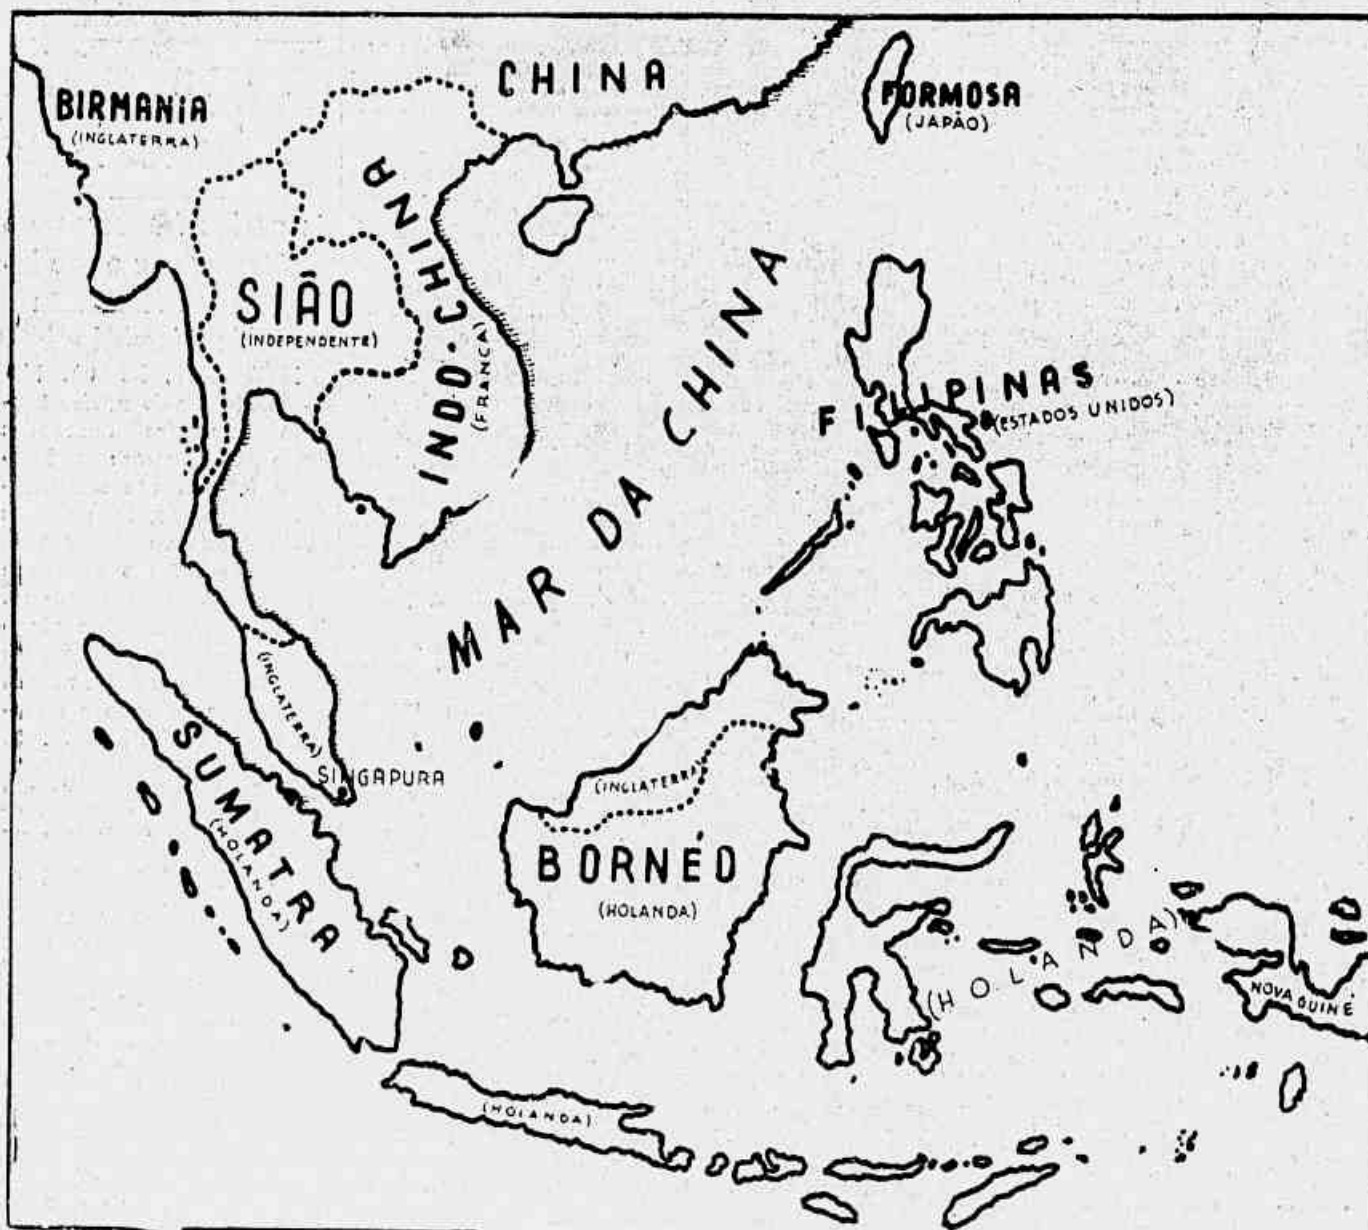 CHINA
BIRMANIA
(INGLATERRA)
FORMOSA
(JAPÃO)
INDO-CHINA
(FRANCA)
SIÃO
(INDEPENDENTE)
MAR DA CHINA
FILIPINAS
(ESTADOS UNIDOS)
(INGLATERRA)
SINGAPURA
SUMATRA
(HOLANDA)
(INGLATERRA)
BORNÉO
(HOLANDA)
(HOLANDA)
NOVA GUINÉ
(HOLANDA)